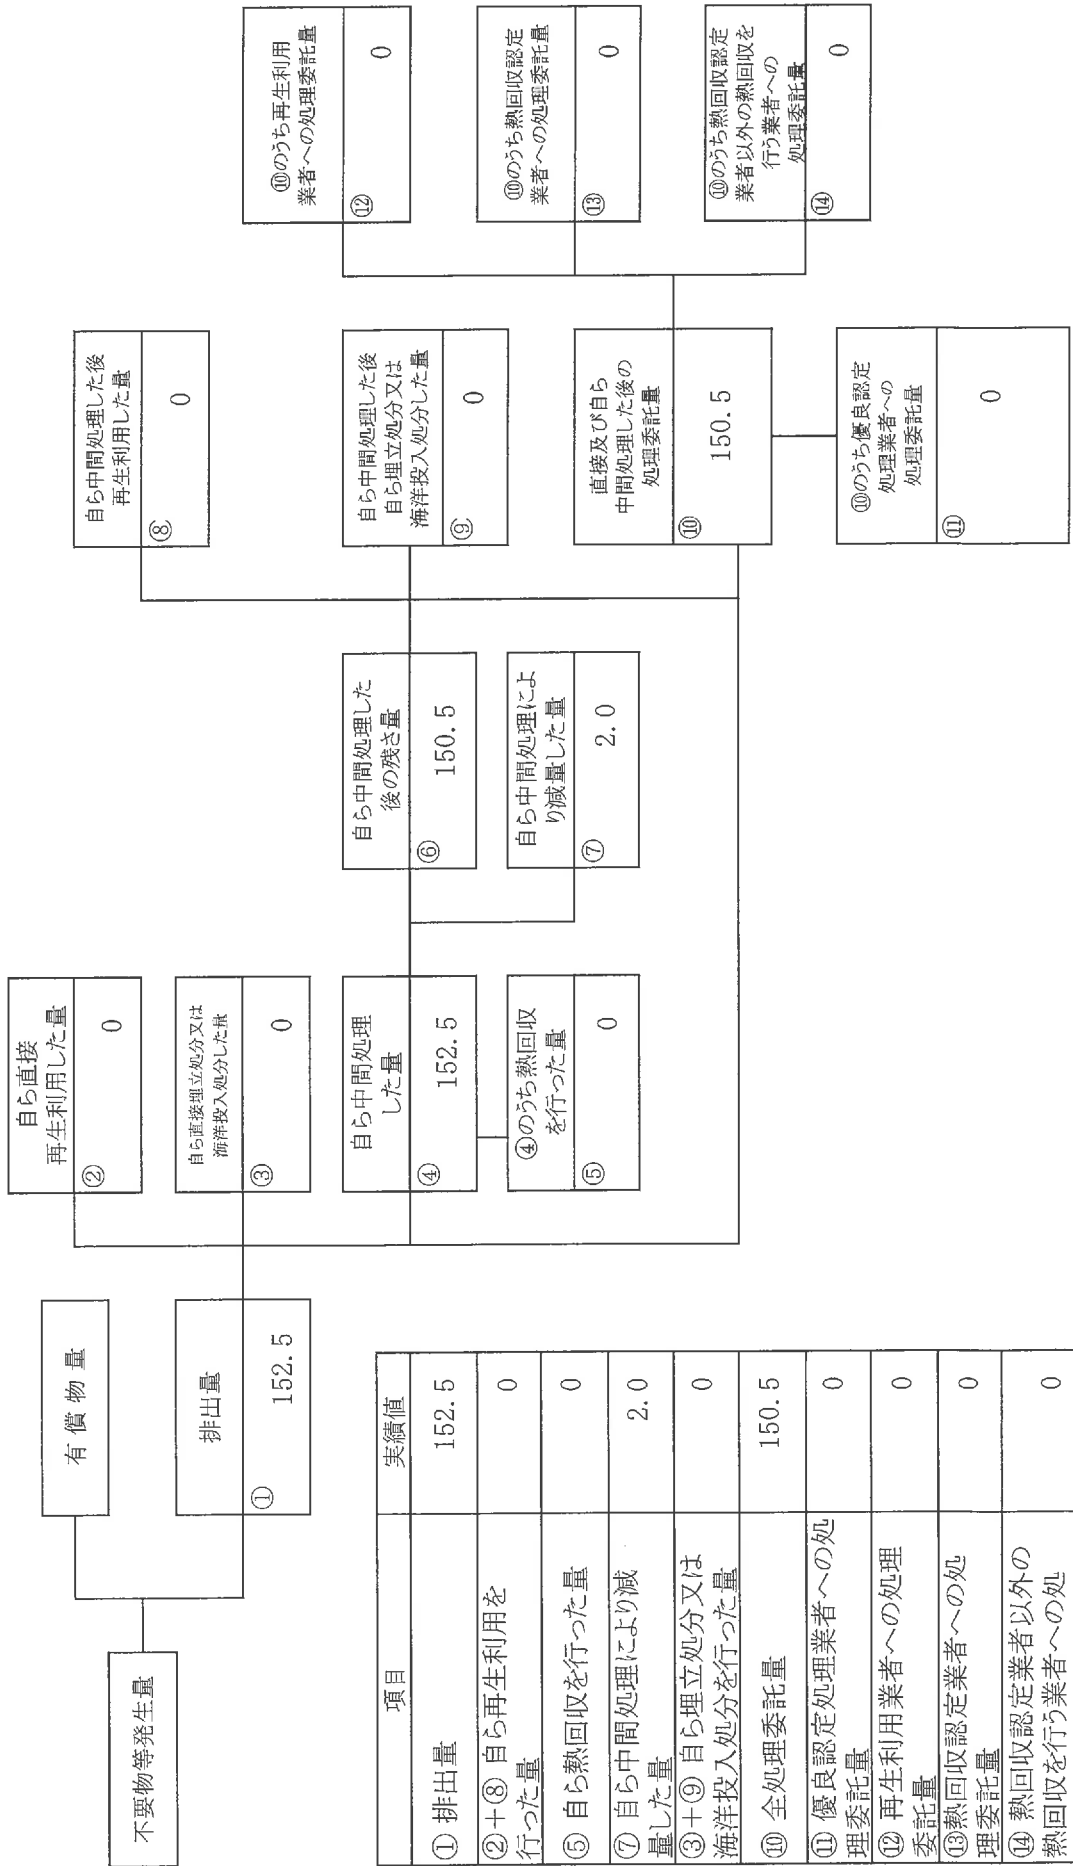 不要物等発生量
有償物量
排出量
①
152.5
自ら直接
再生利用した量
②
0
自ら直接埋立処分又は
海洋投入処分した量
③
0
自ら中間処理
した量
④
152.5
④のうち熱回収
を行った量
⑤
0
自ら中間処理した
後の残さ量
⑥
150.5
自ら中間処理によ
り減量した量
⑦
2.0
自ら中間処理した後
再生利用した量
⑧
0
自ら中間処理した後
自ら埋立処分又は
海洋投入処分した量
⑨
0
直接及び自ら
中間処理した後の
処理委託量
⑩
150.5
⑩のうち優良認定
処理業者への
処理委託量
⑪
0
⑩のうち再生利用
業者への処理委託量
⑫
0
⑩のうち熱回収認定
業者への処理委託量
⑬
0
⑩のうち熱回収認定
業者以外の熱回収を
行う業者への
処理委託量
⑭
0
項目 実績値
① 排出量 152.5
②+⑧ 自ら再生利用を
行った量 0
⑤ 自ら熱回収を行った量 0
⑦ 自ら中間処理により減
量した量 2.0
③+⑨ 自ら埋立処分又は
海洋投入処分を行った量 0
⑩ 全処理委託量 150.5
⑪ 優良認定処理業者への処
理委託量 0
⑫ 再生利用業者への処理
委託量 0
⑬熱回収認定業者への処
理委託量 0
⑭ 熱回収認定業者以外の
熱回収を行う業者への処 0